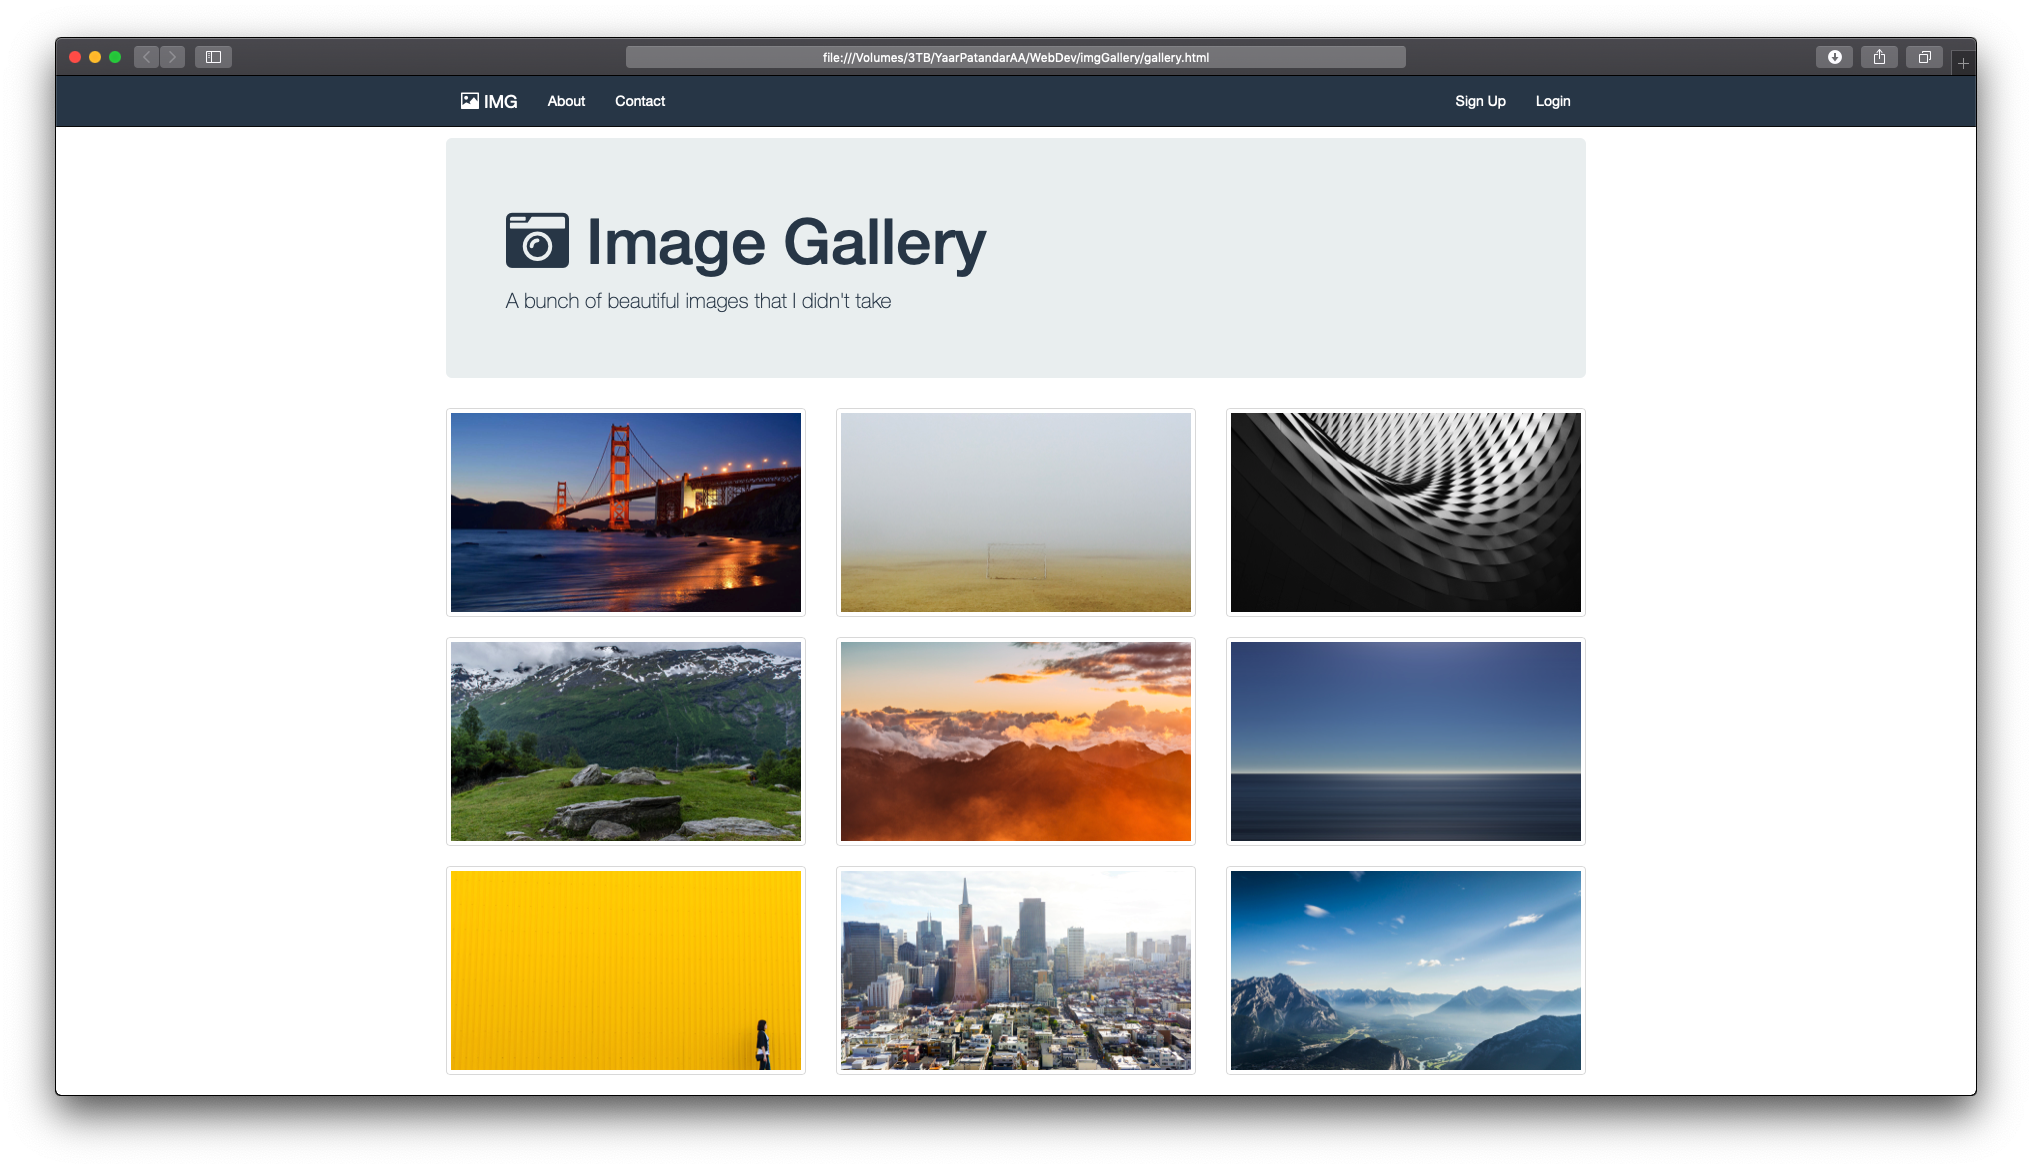 file:///Volumes/3TB/YaarPatandarAA/WebDev/imgGallery/gallery.html
IMG About Contact Sign Up Login
Image Gallery
A bunch of beautiful images that I didn't take